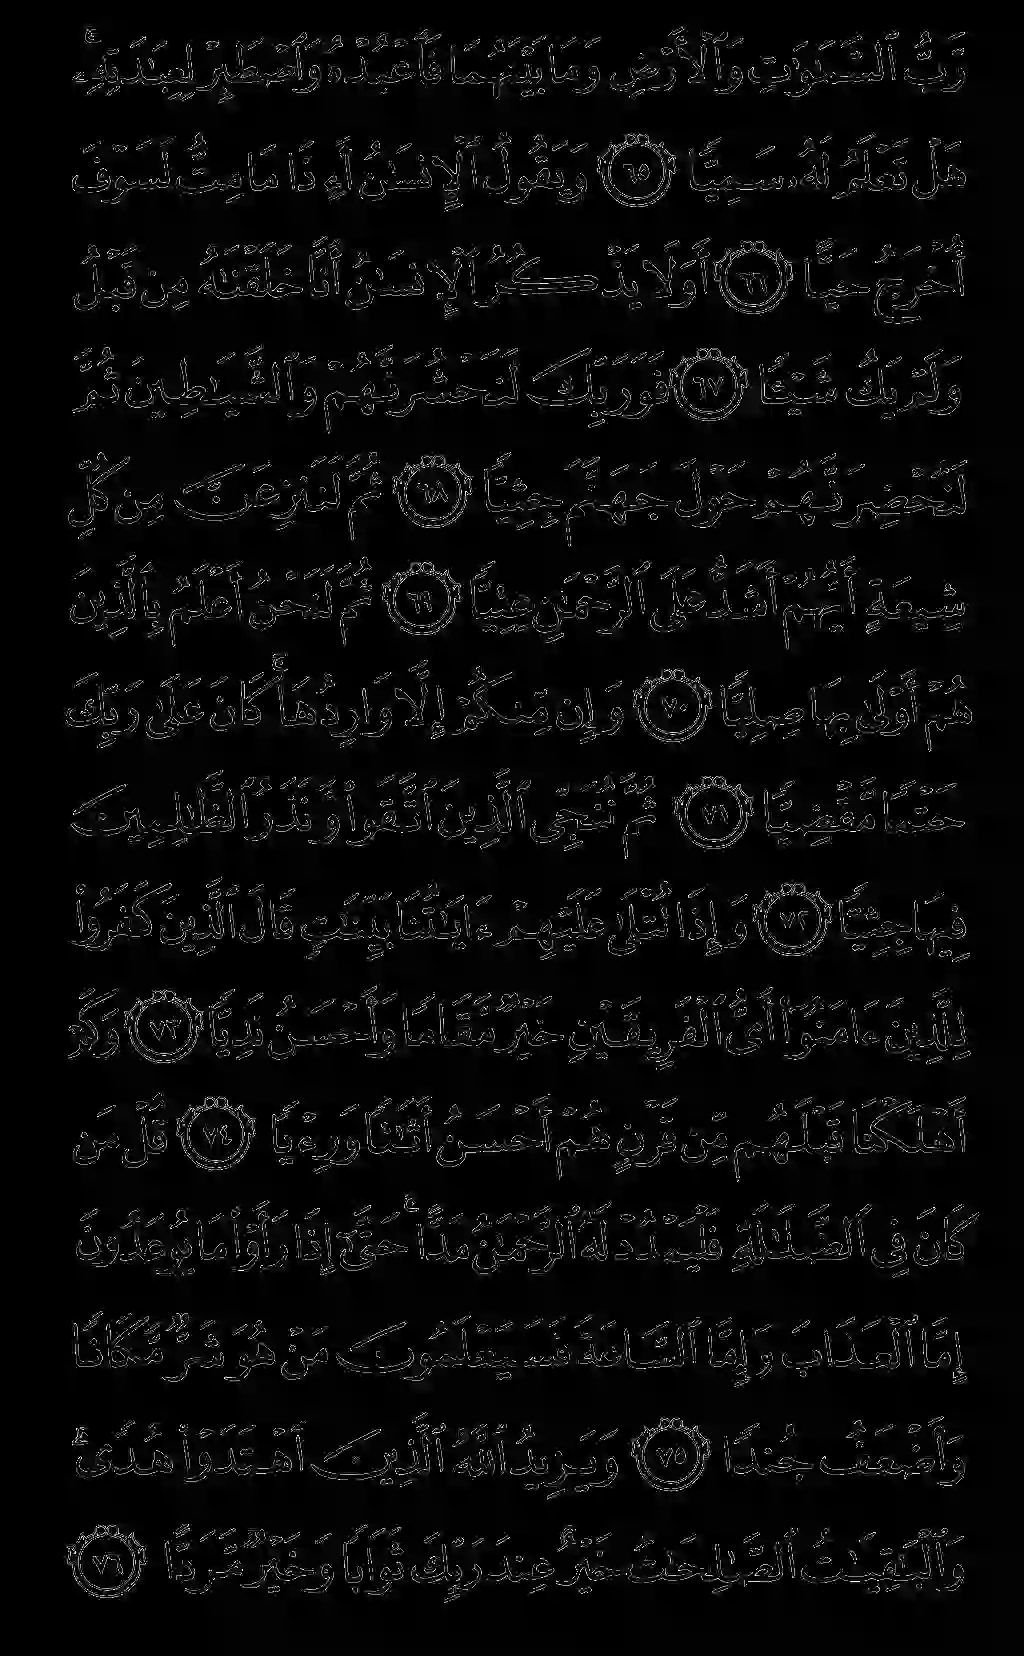 رَّبُّ ٱلسَّمَـٰوَٰتِ وَٱلْأَرْضِ وَمَا بَيْنَهُمَا فَٱعْبُدْهُ وَٱصْطَبِرْ لِعِبَـٰدَتِهِۦ ۚ
هَلْ تَعْلَمُ لَهُۥ سَمِيًّا ٦٥ وَيَقُولُ ٱلْإِنسَـٰنُ أَءِذَا مَا مِتُّ لَسَوْفَ
أُخْرَجُ حَيًّا ٦٦ أَوَلَا يَذْكُرُ ٱلْإِنسَـٰنُ أَنَّا خَلَقْنَـٰهُ مِن قَبْلُ
وَلَمْ يَكُ شَيْـًٔا ٦٧ فَوَرَبِّكَ لَنَحْشُرَنَّهُمْ وَٱلشَّيَـٰطِينَ ثُمَّ
لَنُحْضِرَنَّهُمْ حَوْلَ جَهَنَّمَ جِثِيًّا ٦٨ ثُمَّ لَنَنزِعَنَّ مِن كُلِّ
شِيعَةٍ أَيُّهُمْ أَشَدُّ عَلَى ٱلرَّحْمَـٰنِ عِتِيًّا ٦٩ ثُمَّ لَنَحْنُ أَعْلَمُ بِٱلَّذِينَ
هُمْ أَوْلَىٰ بِهَا صِلِيًّا ٧٠ وَإِن مِّنكُمْ إِلَّا وَارِدُهَا ۚ كَانَ عَلَىٰ رَبِّكَ
حَتْمًا مَّقْضِيًّا ٧١ ثُمَّ نُنَجِّى ٱلَّذِينَ ٱتَّقَوا۟ وَّنَذَرُ ٱلظَّـٰلِمِينَ
فِيهَا جِثِيًّا ٧٢ وَإِذَا تُتْلَىٰ عَلَيْهِمْ ءَايَـٰتُنَا بَيِّنَـٰتٍ قَالَ ٱلَّذِينَ كَفَرُوا۟
لِلَّذِينَ ءَامَنُوٓا۟ أَىُّ ٱلْفَرِيقَيْنِ خَيْرٌ مَّقَامًا وَأَحْسَنُ نَدِيًّا ٧٣ وَكَمْ
أَهْلَكْنَا قَبْلَهُم مِّن قَرْنٍ هُمْ أَحْسَنُ أَثَـٰثًا وَرِءْيًا ٧٤ قُلْ مَن
كَانَ فِى ٱلضَّلَـٰلَةِ فَلْيَمْدُدْ لَهُ ٱلرَّحْمَـٰنُ مَدًّا ۚ حَتَّىٰٓ إِذَا رَأَوْا۟ مَا يُوعَدُونَ
إِمَّا ٱلْعَذَابَ وَإِمَّا ٱلسَّاعَةَ فَسَيَعْلَمُونَ مَنْ هُوَ شَرٌّ مَّكَانًا
وَأَضْعَفُ جُندًا ٧٥ وَيَزِيدُ ٱللَّهُ ٱلَّذِينَ ٱهْتَدَوْا۟ هُدًى ۗ
وَٱلْبَـٰقِيَـٰتُ ٱلصَّـٰلِحَـٰتُ خَيْرٌ عِندَ رَبِّكَ ثَوَابًا وَخَيْرٌ مَّرَدًّا ٧٦